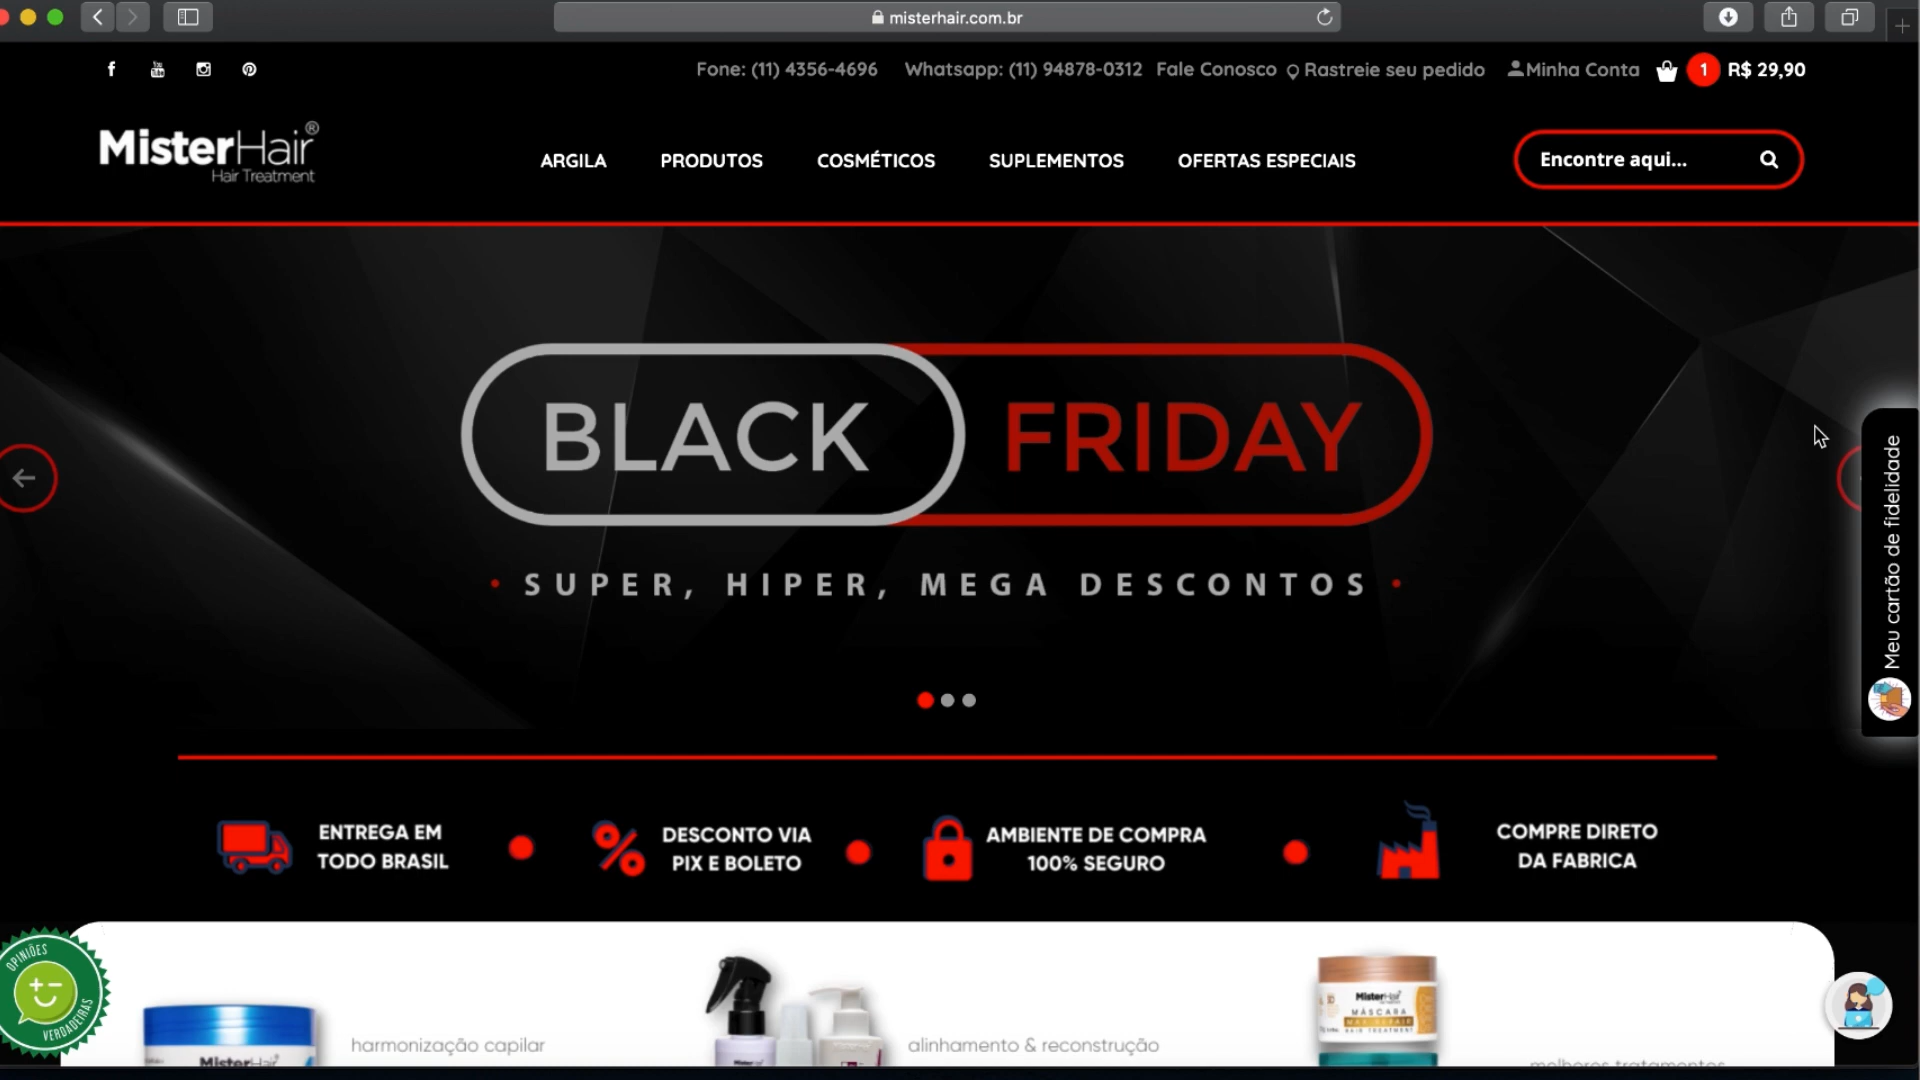 misterhair.com.br
Fone: (11) 4356-4696 Whatsapp: (11) 94878-0312 Fale Conosco Rastreie seu pedido Minha Conta 1 R$ 29,90
MisterHair®
Hair Treatment
ARGILA PRODUTOS COSMÉTICOS SUPLEMENTOS OFERTAS ESPECIAIS
Encontre aqui...
BLACK FRIDAY
• SUPER, HIPER, MEGA DESCONTOS •
Meu cartão de fidelidade
ENTREGA EM
TODO BRASIL
DESCONTO VIA
PIX E BOLETO
AMBIENTE DE COMPRA
100% SEGURO
COMPRE DIRETO
DA FABRICA
OPINIÕES
VERDADEIRAS
MisterHair
harmonização capilar
alinhamento & reconstrução
MisterHair
MÁSCARA
HAIR TREATMENT
melhores tratamentos